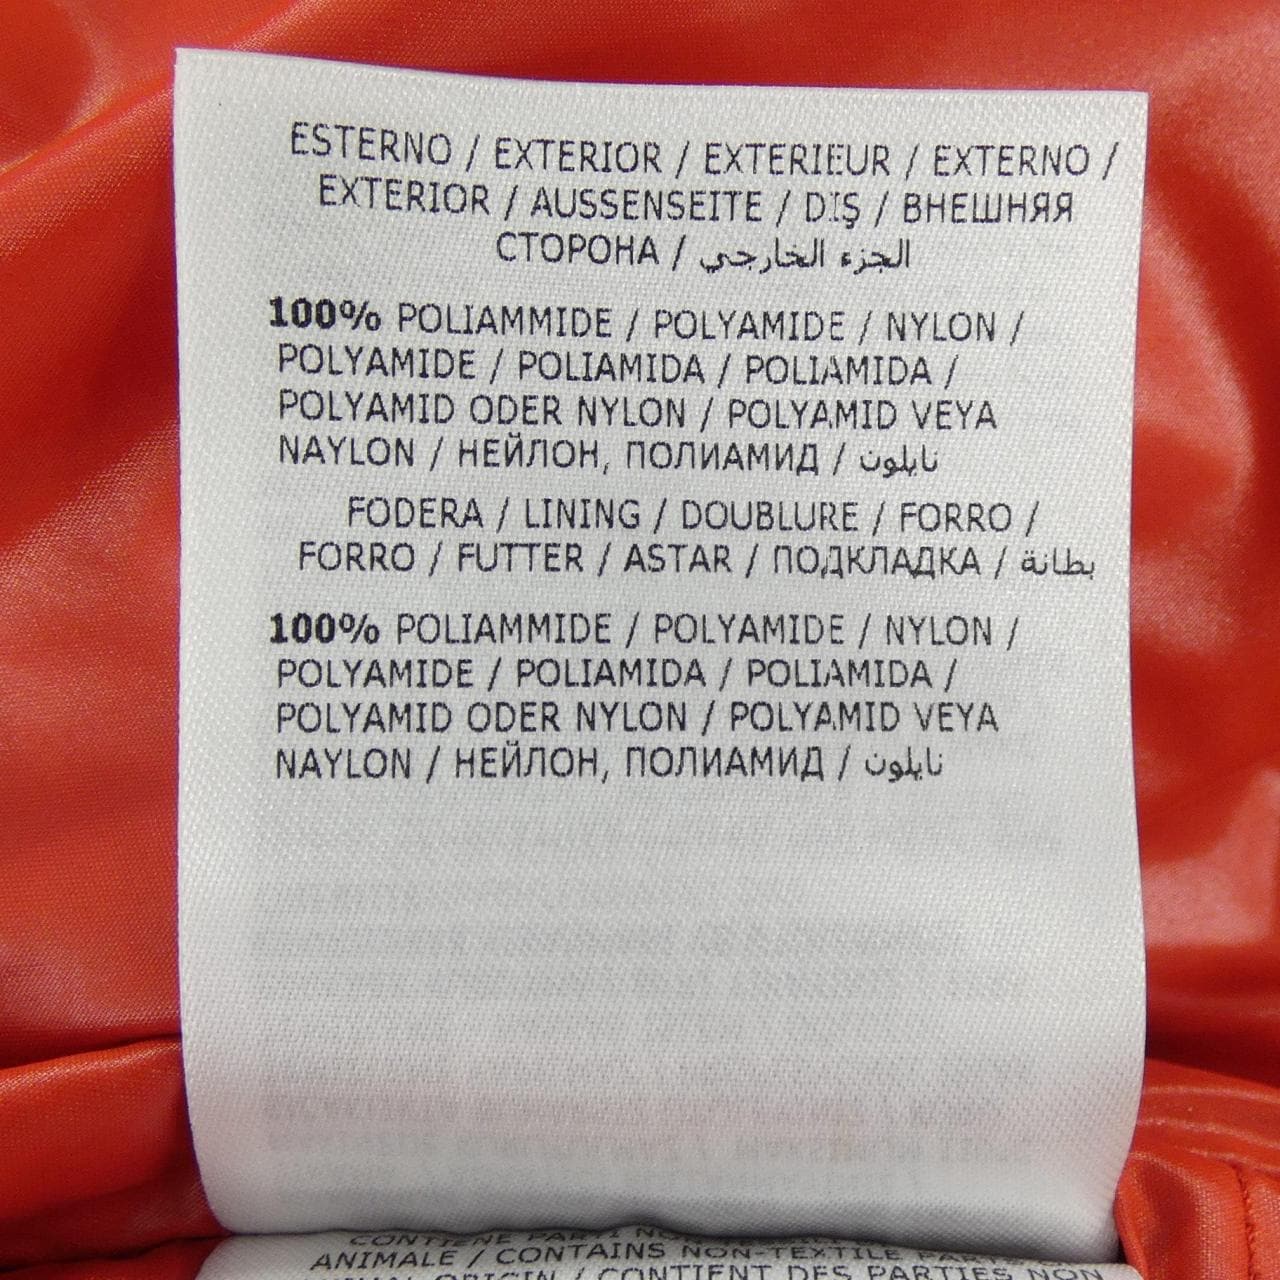 ESTERNO / EXTERIOR / EXTERIEUR / EXTERNO /
EXTERIOR / AUSSENSEITE / DIŞ / ВНЕШНЯЯ
СТОРОНА / الجزء الخارجي
100% POLIAMMIDE / POLYAMIDE / NYLON /
POLYAMIDE / POLIAMIDA / POLIAMIDA /
POLYAMID ODER NYLON / POLYAMID VEYA
NAYLON / НЕЙЛОН, ПОЛИАМИД / نايلون
FODERA / LINING / DOUBLURE / FORRO /
FORRO / FUTTER / ASTAR / ПОДКЛАДКА / بطانة
100% POLIAMMIDE / POLYAMIDE / NYLON /
POLYAMIDE / POLIAMIDA / POLIAMIDA /
POLYAMID ODER NYLON / POLYAMID VEYA
NAYLON / НЕЙЛОН, ПОЛИАМИД / نايلون
CONTIENE PARTI NON
ANIMALE / CONTAINS NON-TEXTILE PARTS
ORIGIN / CONTIENT DES PARTIES NON